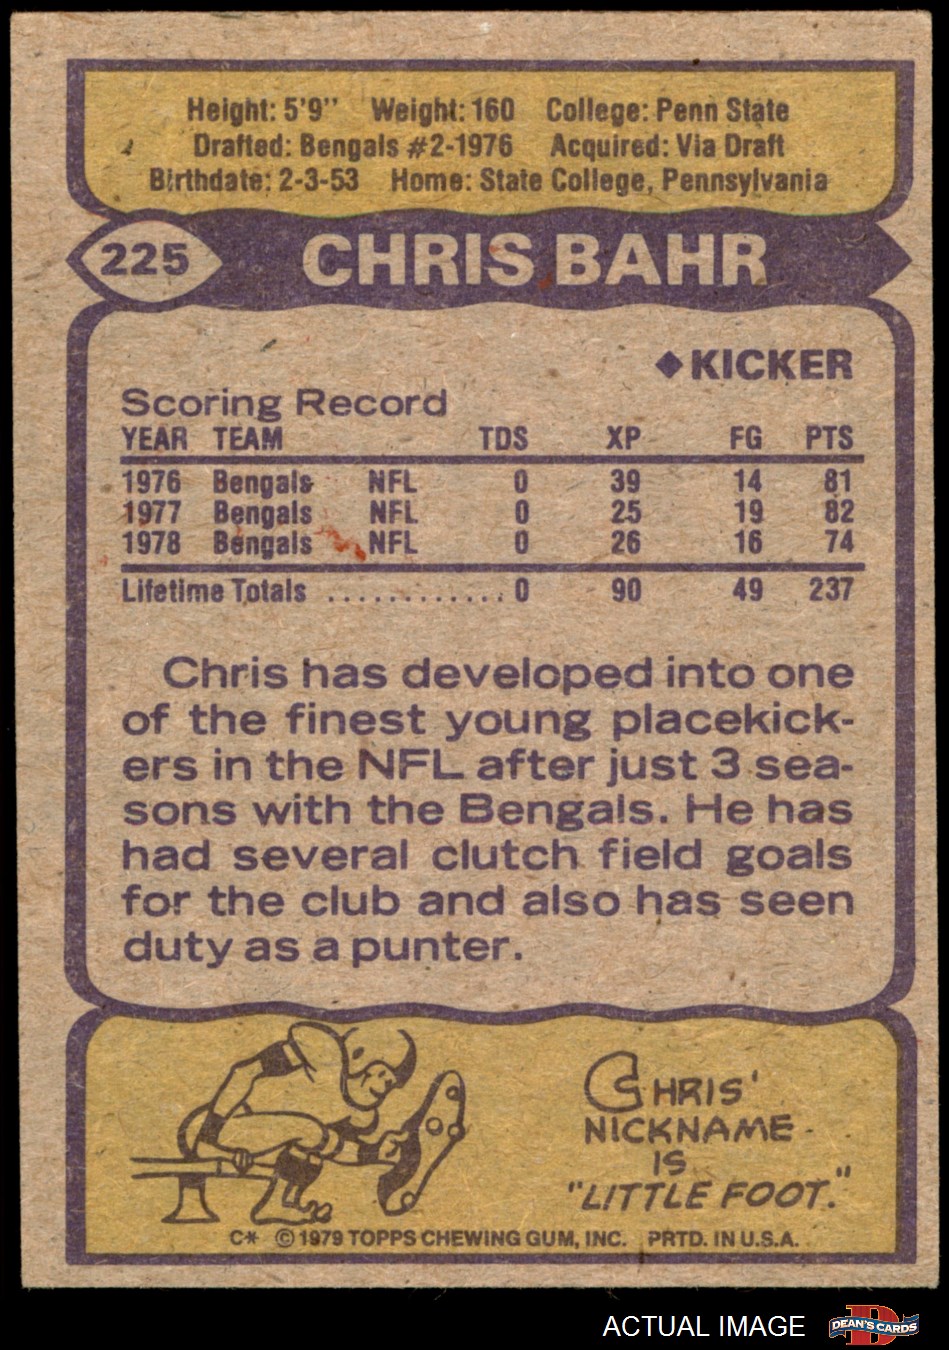 Height: 5'9" Weight: 160 College: Penn State
Drafted: Bengals #2-1976 Acquired: Via Draft
Birthdate: 2-3-53 Home: State College, Pennsylvania
225 CHRIS BAHR
◆KICKER
Scoring Record
YEAR TEAM TDS XP FG PTS
1976 Bengals NFL 0 39 14 81
1977 Bengals NFL 0 25 19 82
1978 Bengals NFL 0 26 16 74
Lifetime Totals ............ 0 90 49 237
Chris has developed into one
of the finest young placekick-
ers in the NFL after just 3 sea-
sons with the Bengals. He has
had several clutch field goals
for the club and also has seen
duty as a punter.
CHRIS'
NICKNAME
IS
"LITTLE FOOT."
C* © 1979 TOPPS CHEWING GUM, INC. PRTD. IN U.S.A.
ACTUAL IMAGE D DEAN'S CARDS